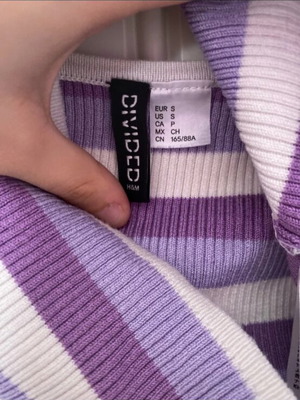 DIVIDED
H&M
EUR S
US S
CA P
MX CH
CN 165/88A